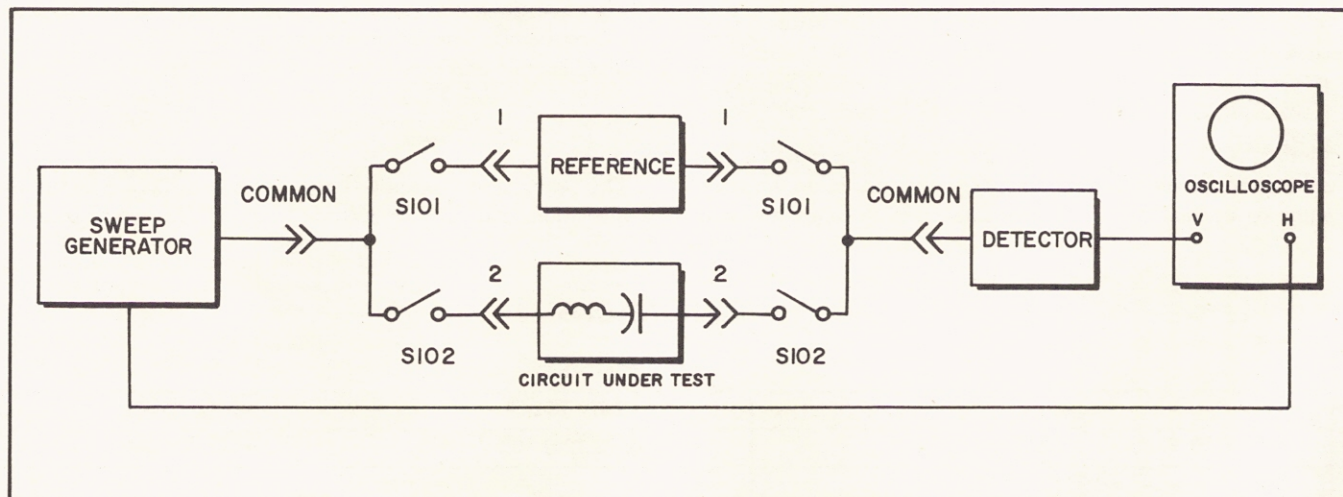 1
1
REFERENCE
COMMON
S101
S101
COMMON
SWEEP
GENERATOR
DETECTOR
OSCILLOSCOPE
V
H
2
2
S102
S102
CIRCUIT UNDER TEST